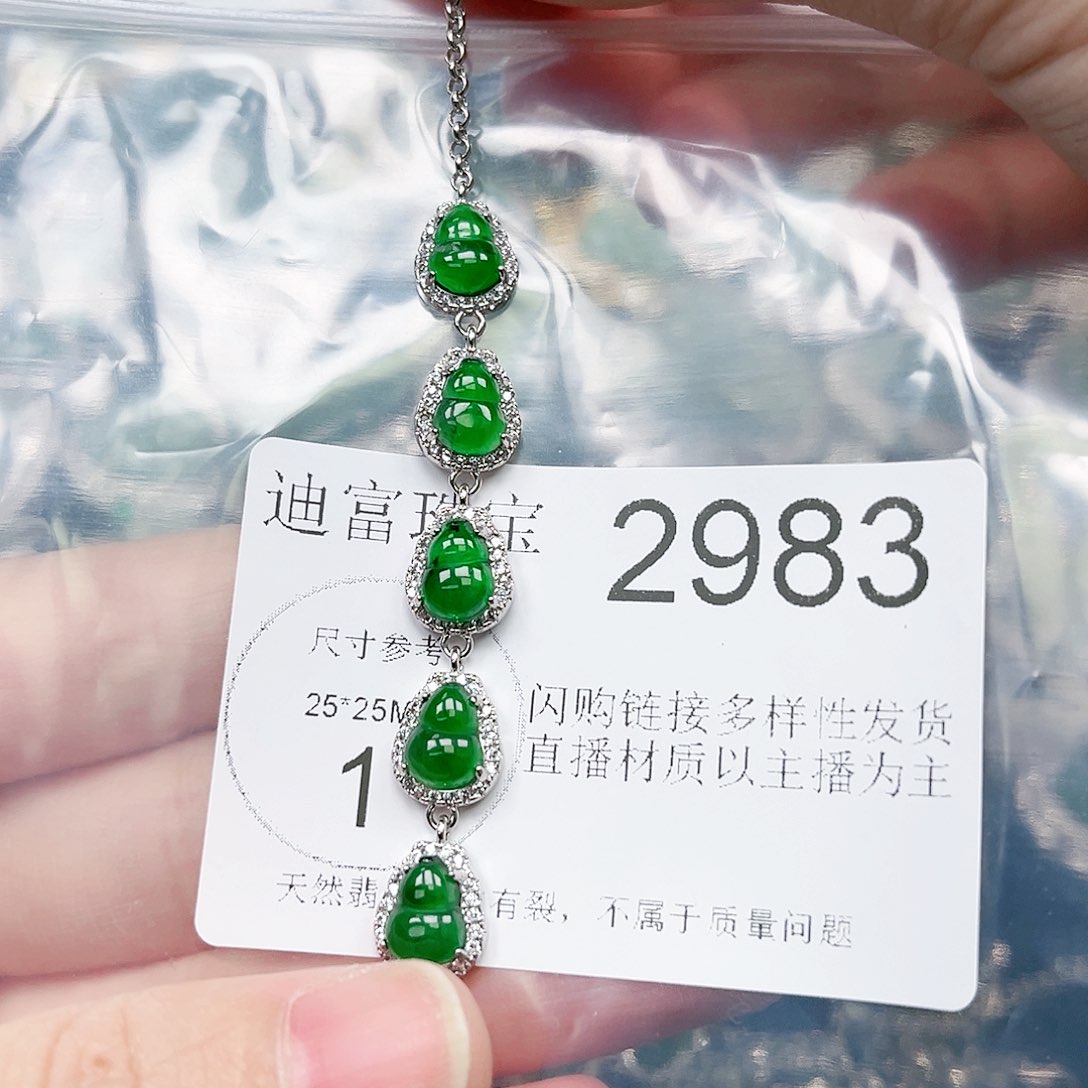 迪富珠宝
2983
尺寸参考
25*25M
1
闪购链接多样性发货
直播材质以主播为主
天然翡 有裂，不属于质量问题